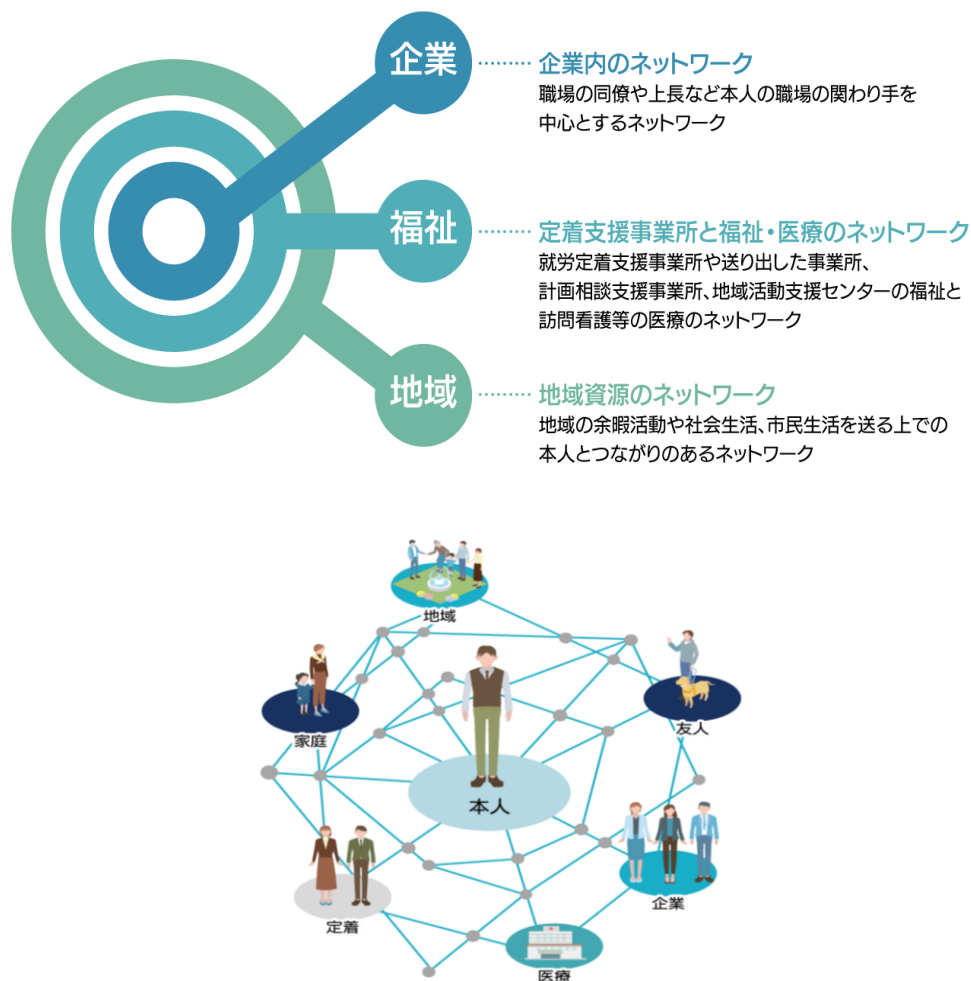 企業
企業内のネットワーク
職場の同僚や上長など本人の職場の関わり手を
中心とするネットワーク
福祉
定着支援事業所と福祉・医療のネットワーク
就労定着支援事業所や送り出した事業所、
計画相談支援事業所、地域活動支援センターの福祉と
訪問看護等の医療のネットワーク
地域
地域資源のネットワーク
地域の余暇活動や社会生活、市民生活を送る上での
本人とつながりのあるネットワーク
地域
家庭
友人
本人
企業
定着
医療